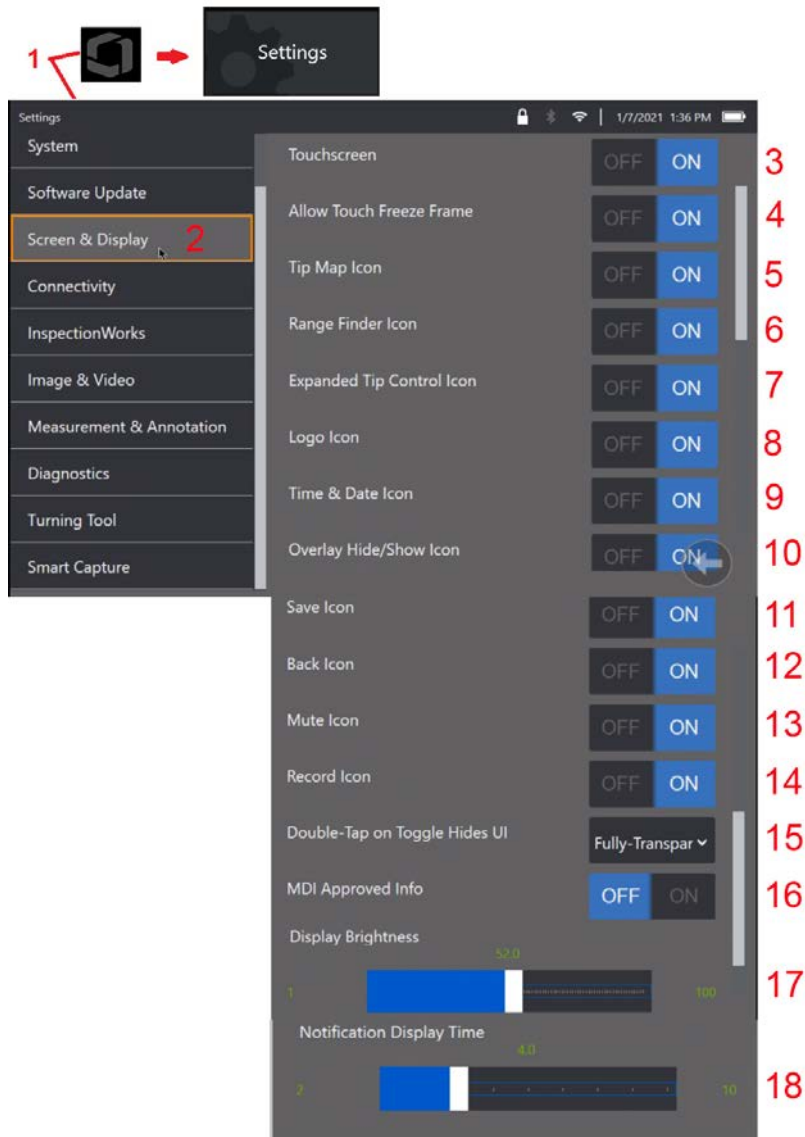 1
Settings
Settings 1/7/2021 1:36 PM
System
Software Update
Screen & Display 2
Connectivity
InspectionWorks
Image & Video
Measurement & Annotation
Diagnostics
Turning Tool
Smart Capture
Touchscreen OFF ON 3
Allow Touch Freeze Frame OFF ON 4
Tip Map Icon OFF ON 5
Range Finder Icon OFF ON 6
Expanded Tip Control Icon OFF ON 7
Logo Icon OFF ON 8
Time & Date Icon OFF ON 9
Overlay Hide/Show Icon OFF ON 10
Save Icon OFF ON 11
Back Icon OFF ON 12
Mute Icon OFF ON 13
Record Icon OFF ON 14
Double-Tap on Toggle Hides UI Fully-Transpar 15
MDI Approved Info OFF ON 16
Display Brightness
52.0
1 100 17
Notification Display Time
4.0
2 10 18